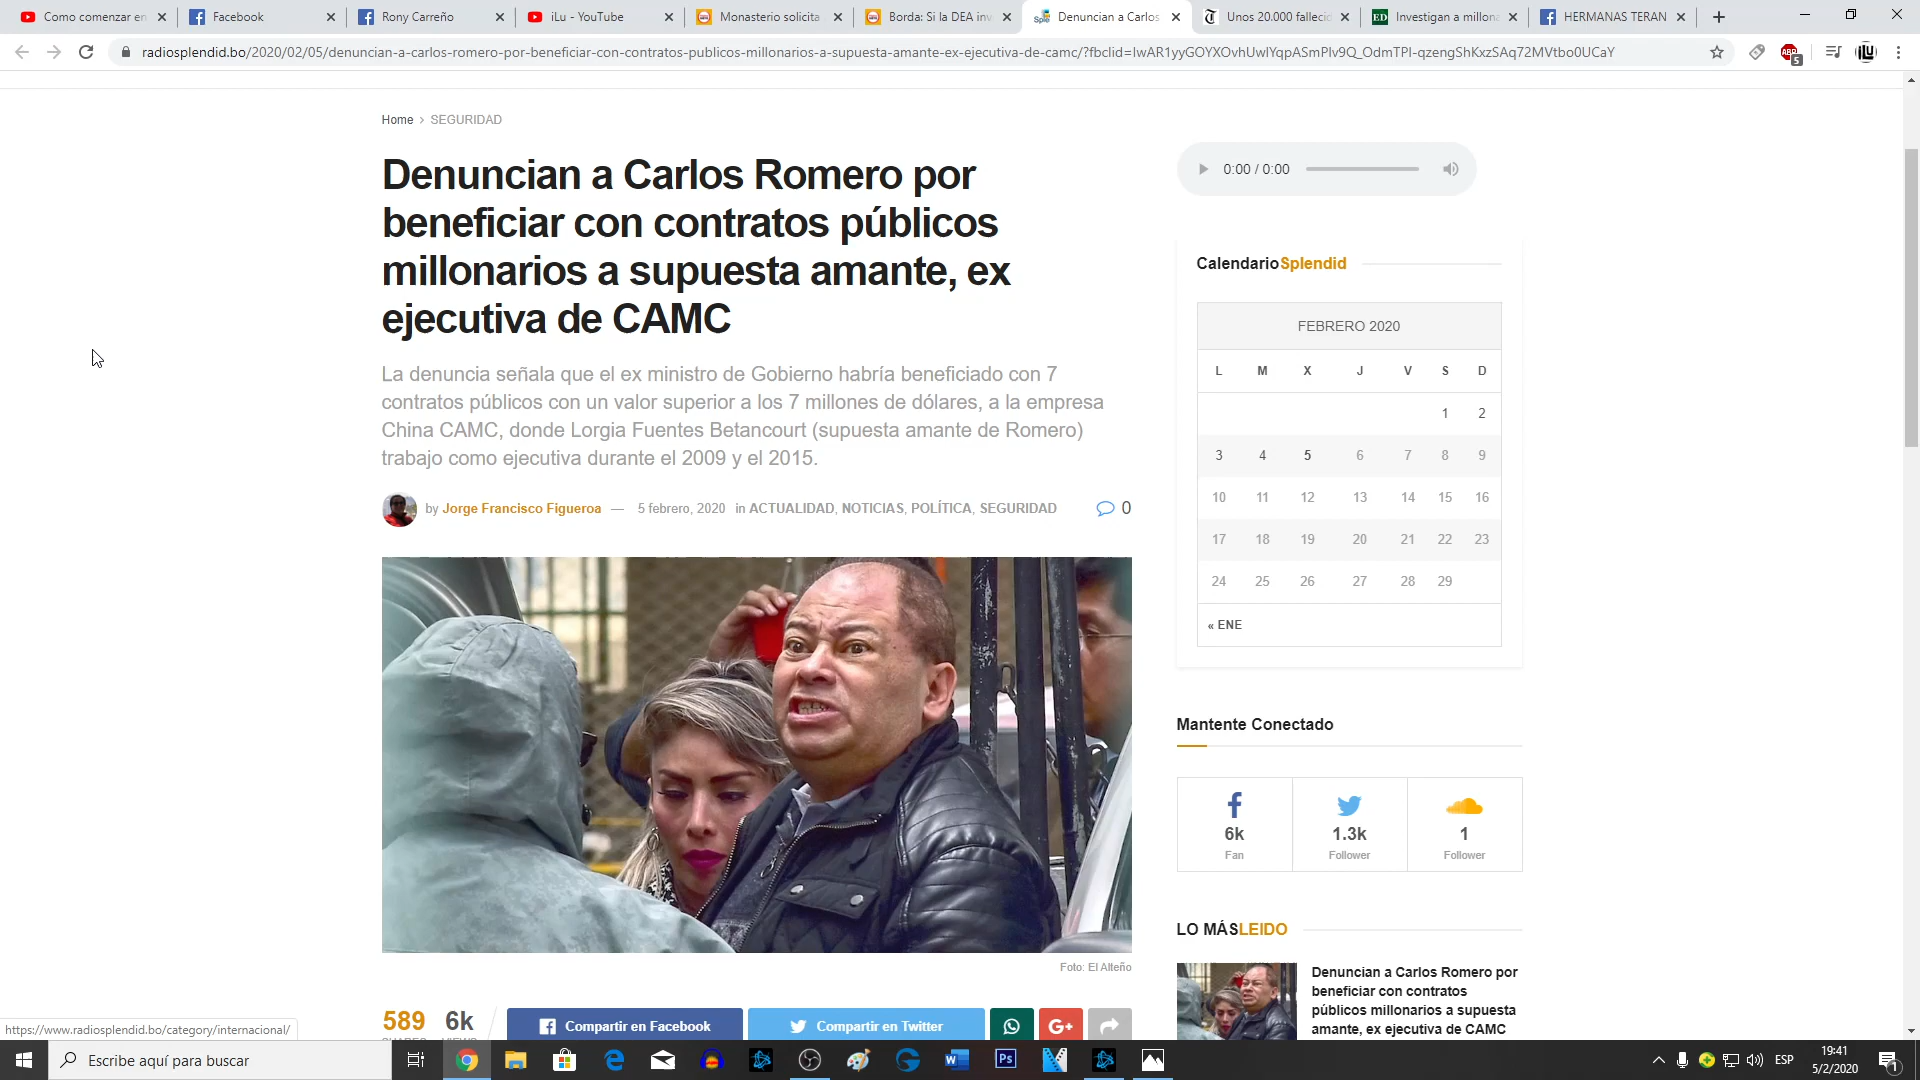 Como comenzar en
Facebook
Rony Carreño
iLu - YouTube
Monasterio solicita
Borda: Si la DEA inv
Denuncian a Carlos
Unos 20.000 fallecid
Investigan a millona
HERMANAS TERAN
radiosplendid.bo/2020/02/05/denuncian-a-carlos-romero-por-beneficiar-con-contratos-publicos-millonarios-a-supuesta-amante-ex-ejecutiva-de-camc/?fbclid=IwAR1yyGOYXOvhUwIYqpASmPlv9Q_OdmTPI-qzengShKxzSAq72MVtbo0UCaY
ABP
5
iLU
Home > SEGURIDAD
Denuncian a Carlos Romero por
beneficiar con contratos públicos
millonarios a supuesta amante, ex
ejecutiva de CAMC
La denuncia señala que el ex ministro de Gobierno habría beneficiado con 7
contratos públicos con un valor superior a los 7 millones de dólares, a la empresa
China CAMC, donde Lorgia Fuentes Betancourt (supuesta amante de Romero)
trabajo como ejecutiva durante el 2009 y el 2015.
by Jorge Francisco Figueroa — 5 febrero, 2020 in ACTUALIDAD, NOTICIAS, POLÍTICA, SEGURIDAD
0
Foto: El Alteño
589 6k
SHARES VIEWS
Compartir en Facebook
Compartir en Twitter
G+
0:00 / 0:00
CalendarioSplendid
FEBRERO 2020
L M X J V S D
1 2
3 4 5 6 7 8 9
10 11 12 13 14 15 16
17 18 19 20 21 22 23
24 25 26 27 28 29
« ENE
Mantente Conectado
6k 1.3k 1
Fan Follower Follower
LO MÁSLEIDO
Denuncian a Carlos Romero por
beneficiar con contratos
públicos millonarios a supuesta
amante, ex ejecutiva de CAMC
https://www.radiosplendid.bo/category/internacional/
Escribe aquí para buscar
Ps
ESP
19:41
5/2/2020
1